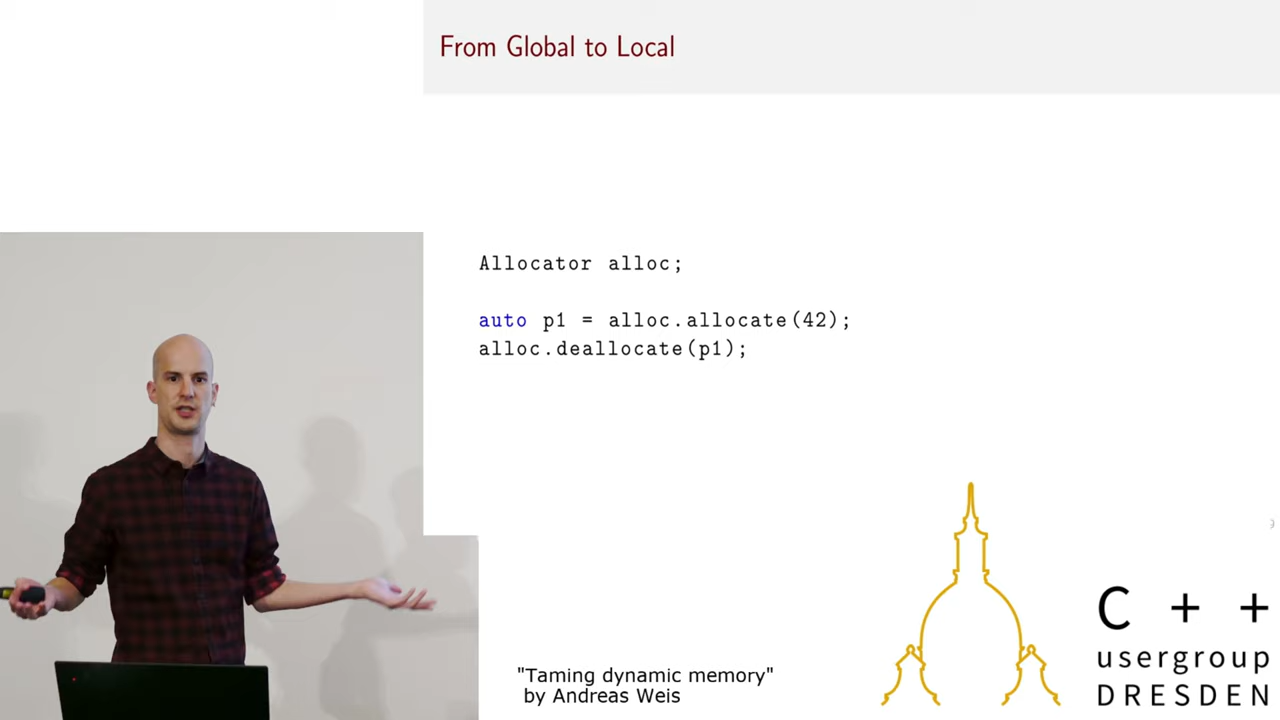 From Global to Local
Allocator alloc;
auto p1 = alloc.allocate(42);
alloc.deallocate(p1);
"Taming dynamic memory"
by Andreas Weis
C + +
usergroup
DRESDEN